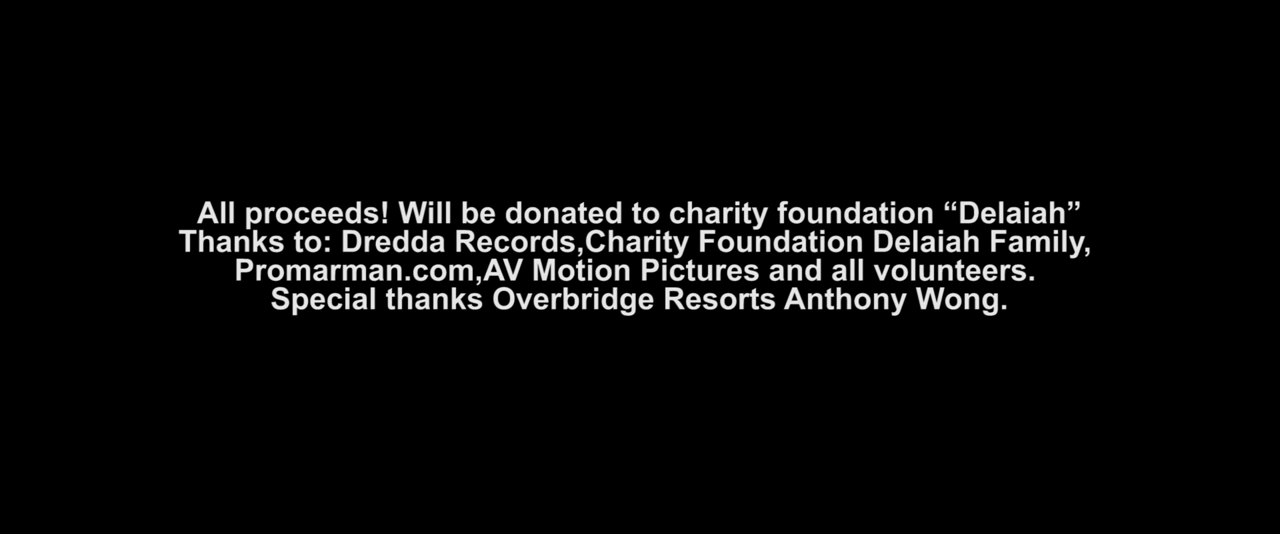 All proceeds! Will be donated to charity foundation “Delaiah”
Thanks to: Dredda Records,Charity Foundation Delaiah Family,
Promarman.com,AV Motion Pictures and all volunteers.
Special thanks Overbridge Resorts Anthony Wong.